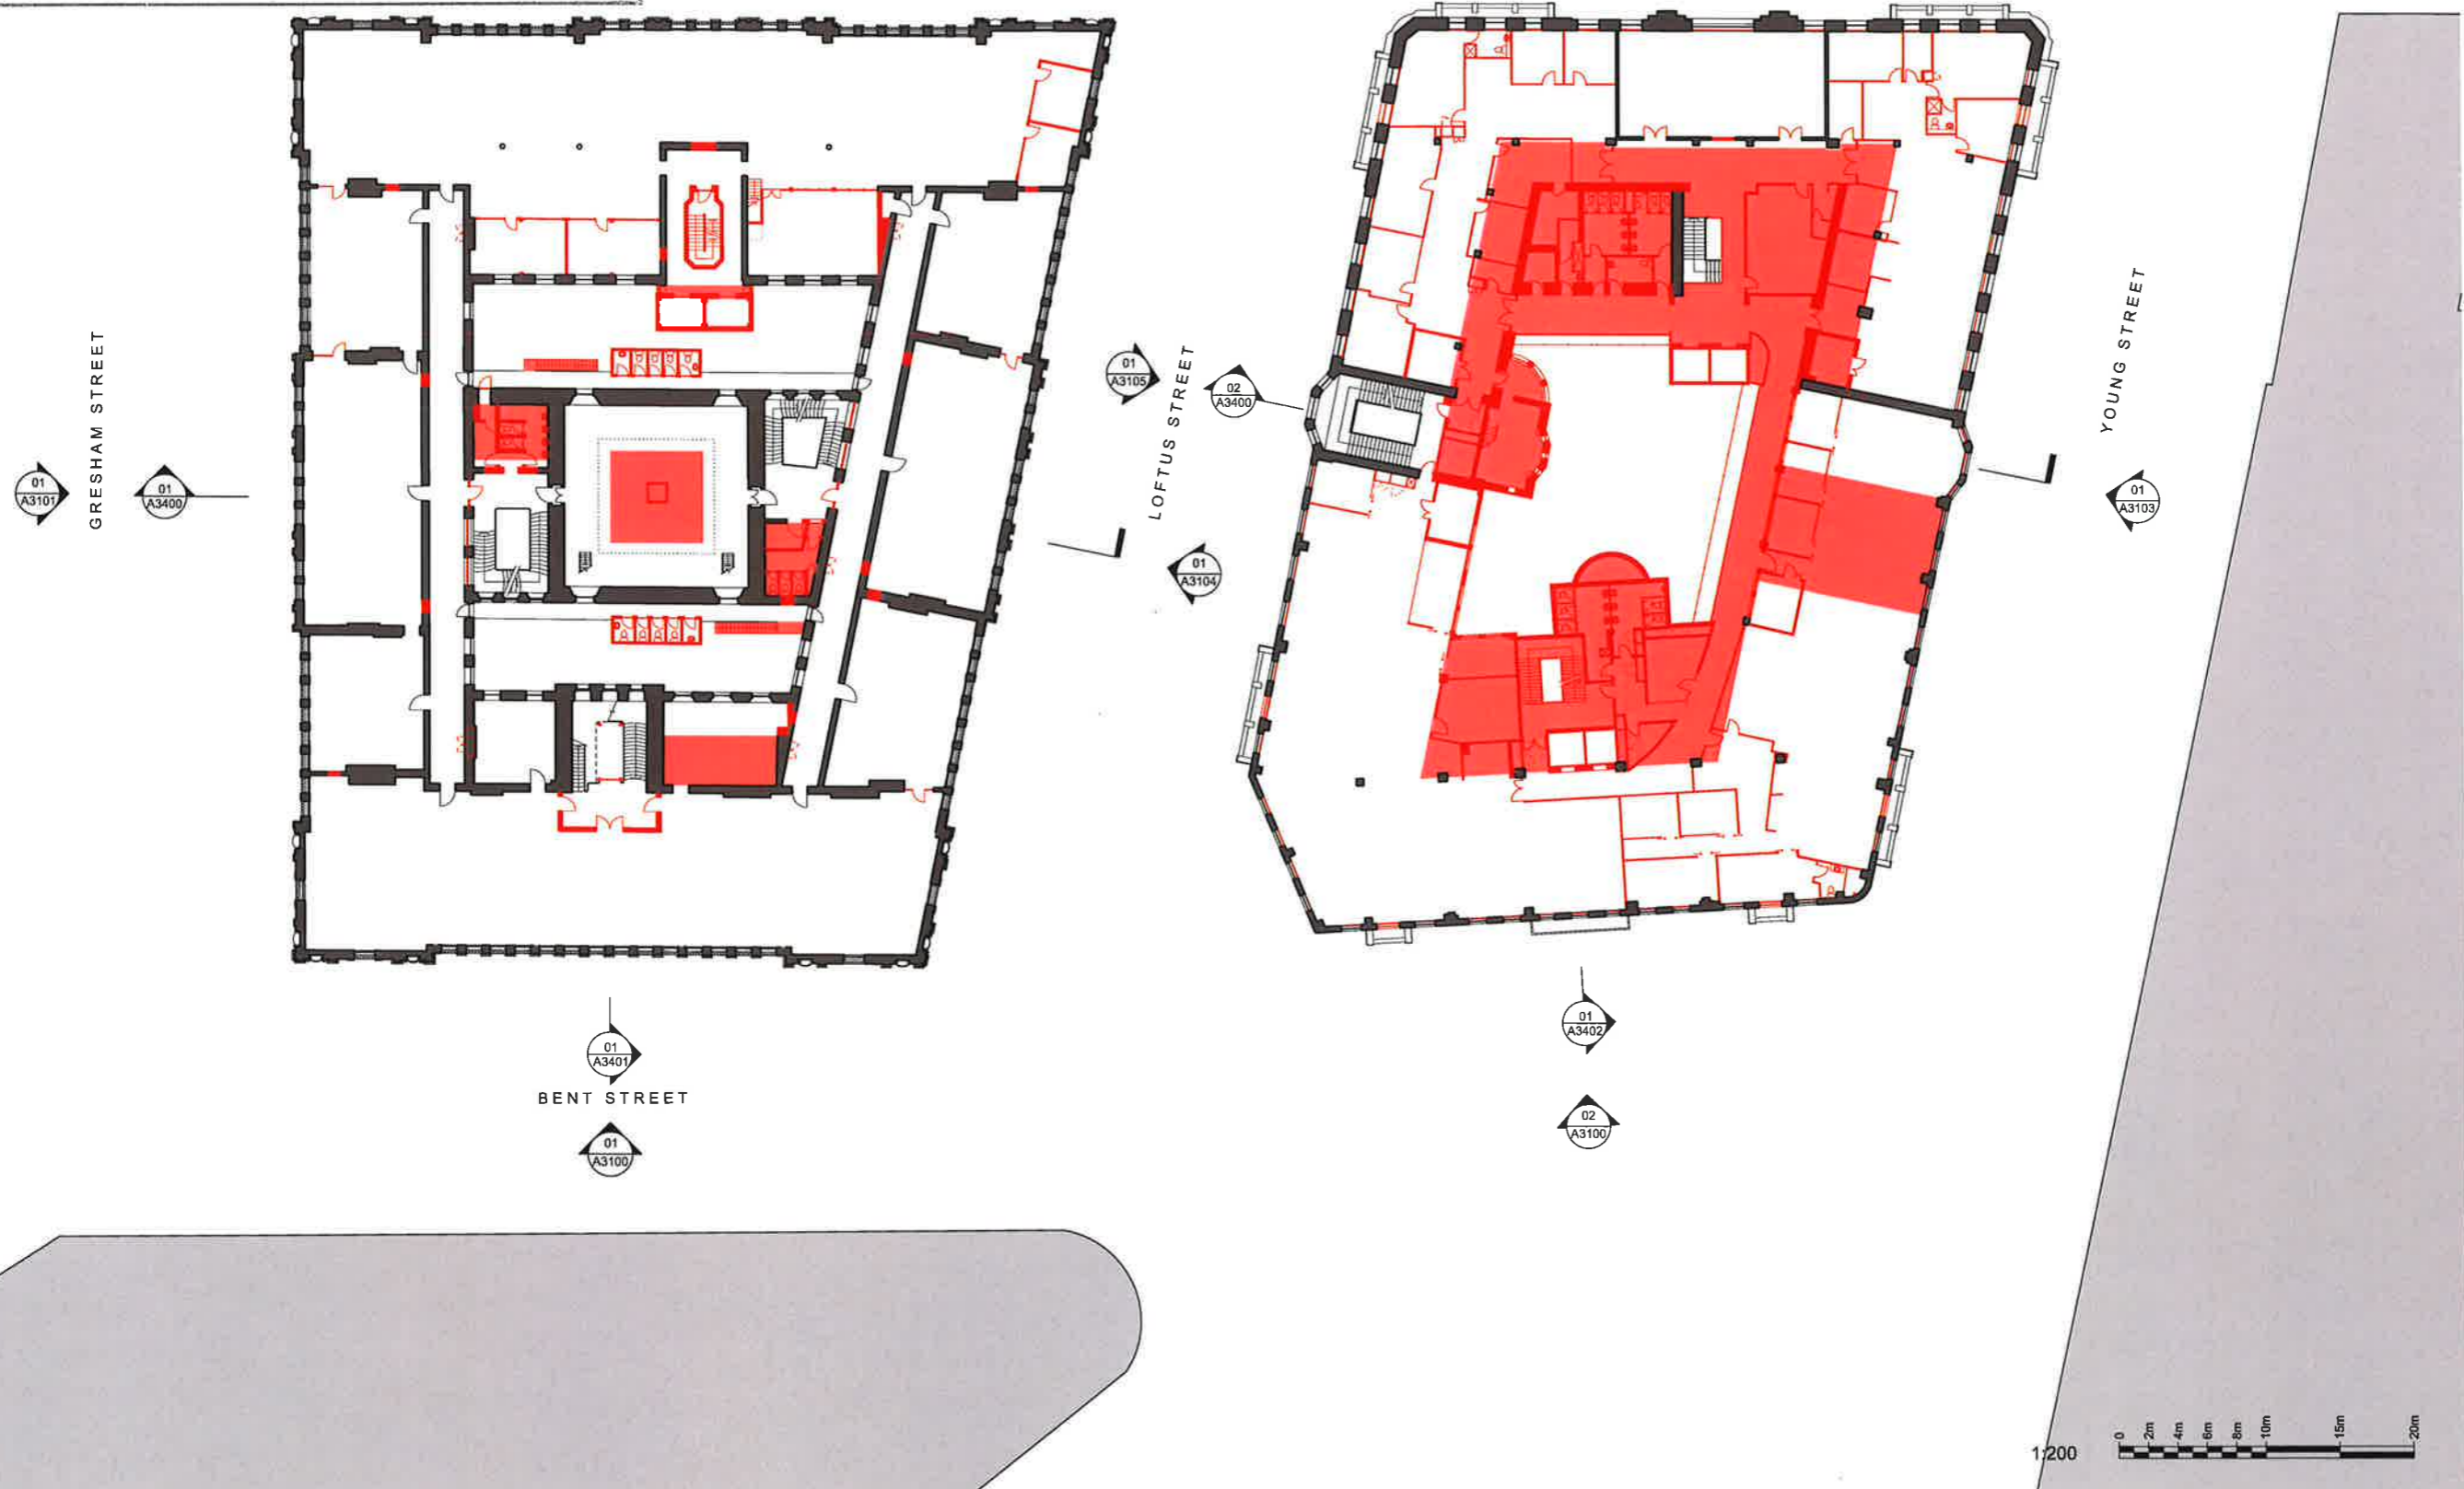 GRESHAM STREET
01
A3101
01
A3400
01
A3105
LOFTUS STREET
02
A3400
01
A3104
YOUNG STREET
01
A3103
01
A3401
BENT STREET
01
A3100
01
A3402
02
A3100
1:200
0 2m 4m 6m 8m 10m 15m 20m